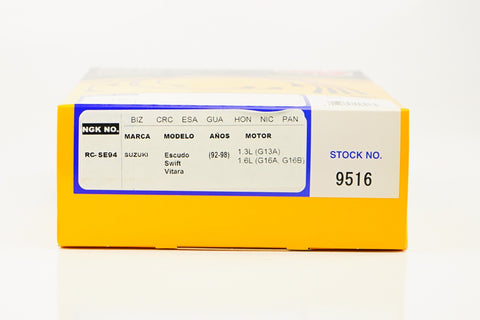 BIZ CRC ESA GUA HON NIC PAN
NGK NO. MARCA MODELO AÑOS MOTOR
RC-SE94 SUZUKI Escudo (92-98) 1.3L (G13A)
Swift 1.6L (G16A, G16B)
Vitara
STOCK NO.
9516